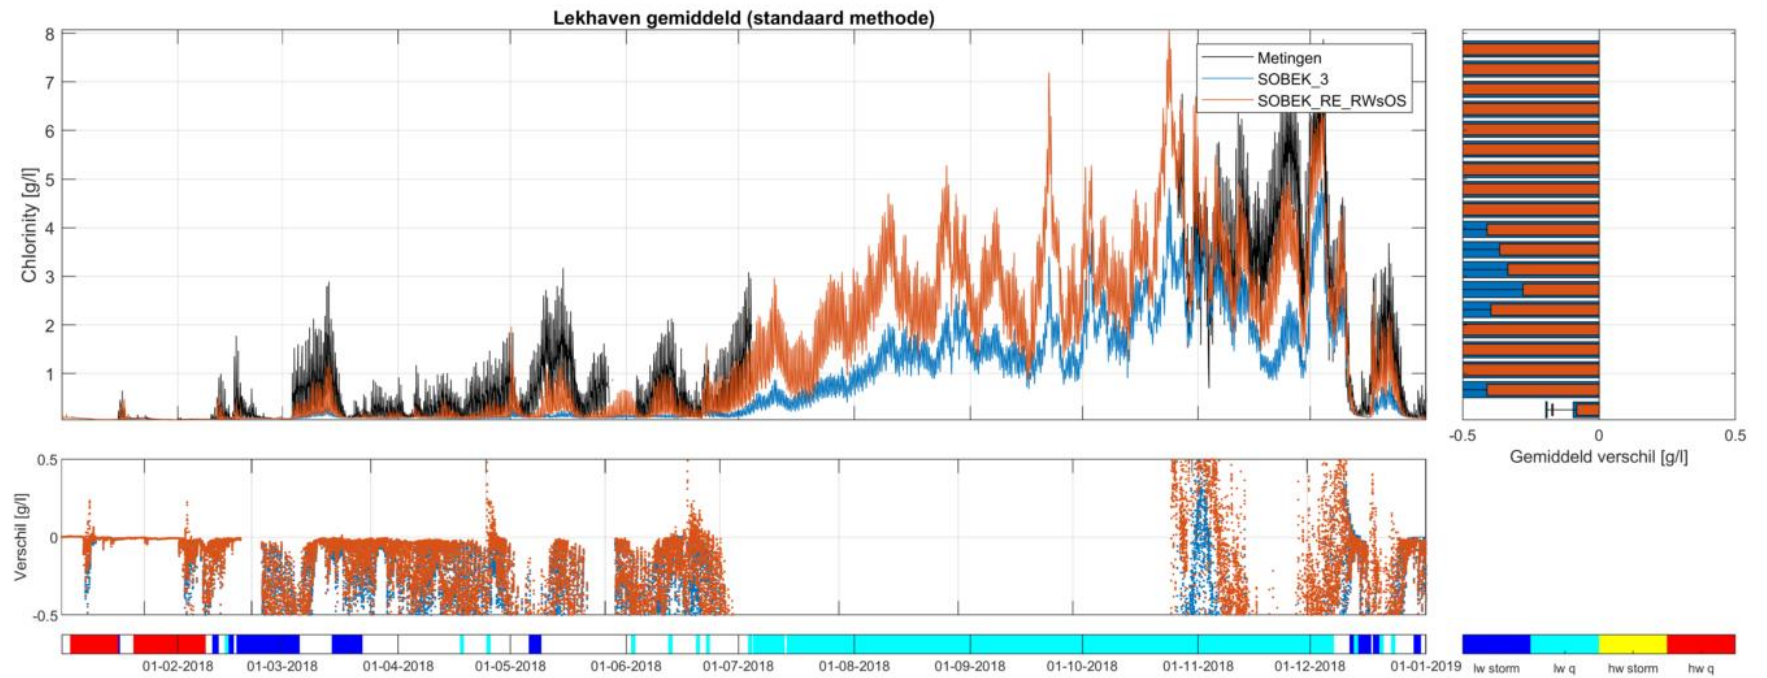 Lekhaven gemiddeld (standaard methode)
8
7
6
5
4
3
2
1
Chlorinity [g/l]
Metingen
SOBEK_3
SOBEK_RE_RWsOS
-0.5 0 0.5
Gemiddeld verschil [g/l]
0.5
0
-0.5
Verschil [g/l]
01-02-2018 01-03-2018 01-04-2018 01-05-2018 01-06-2018 01-07-2018 01-08-2018 01-09-2018 01-10-2018 01-11-2018 01-12-2018 01-01-2019
lw storm lw q hw storm hw q